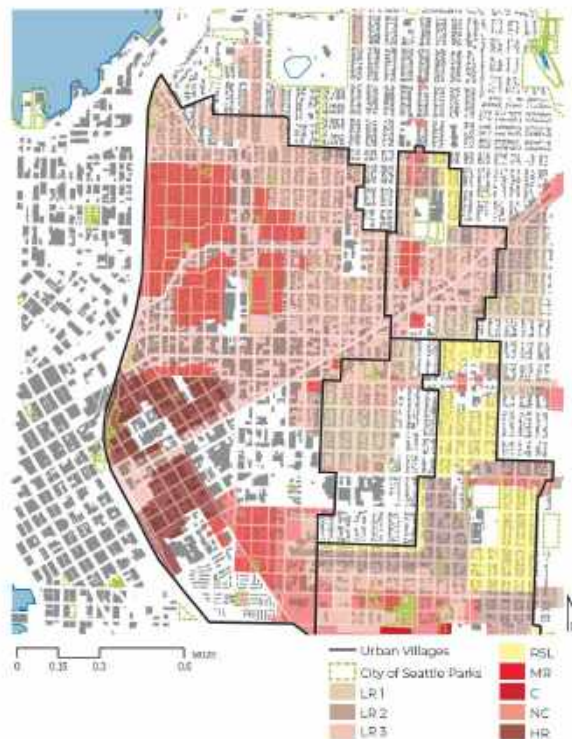 0 0.15 0.3 0.6
Urban Villages
City of Seattle Parks
LR 1
LR 2
LR 3
RSL
MR
C
NC
HR